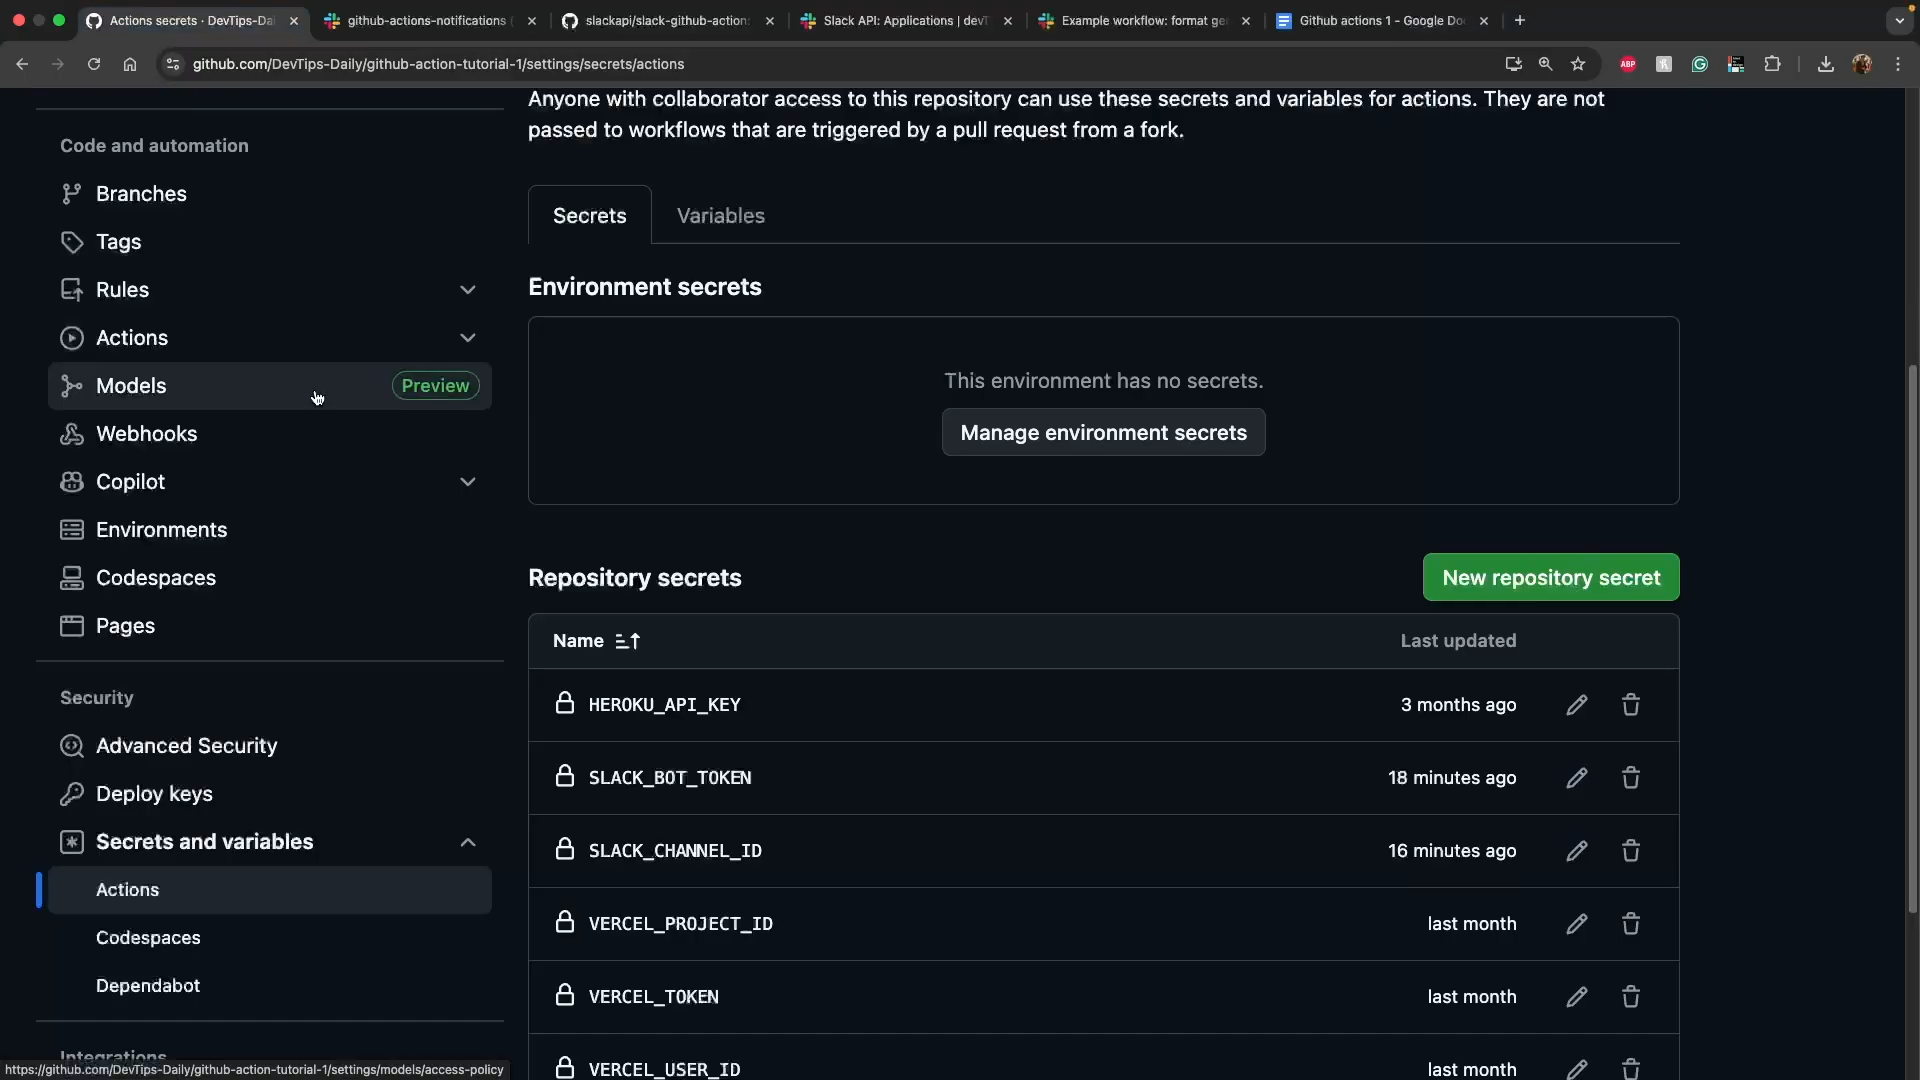 Actions secrets · DevTips-Dai
github-actions-notifications (
slackapi/slack-github-action:
Slack API: Applications | devT
Example workflow: format gen
Github actions 1 - Google Doc
github.com/DevTips-Daily/github-action-tutorial-1/settings/secrets/actions
ABP
Anyone with collaborator access to this repository can use these secrets and variables for actions. They are not
passed to workflows that are triggered by a pull request from a fork.
Code and automation
Branches
Tags
Rules
Actions
Models
Preview
Webhooks
Copilot
Environments
Codespaces
Pages
Security
Advanced Security
Deploy keys
Secrets and variables
Actions
Codespaces
Dependabot
Integrations
Secrets
Variables
Environment secrets
This environment has no secrets.
Manage environment secrets
Repository secrets
New repository secret
Name
Last updated
HEROKU_API_KEY
3 months ago
SLACK_BOT_TOKEN
18 minutes ago
SLACK_CHANNEL_ID
16 minutes ago
VERCEL_PROJECT_ID
last month
VERCEL_TOKEN
last month
VERCEL_USER_ID
last month
https://github.com/DevTips-Daily/github-action-tutorial-1/settings/models/access-policy